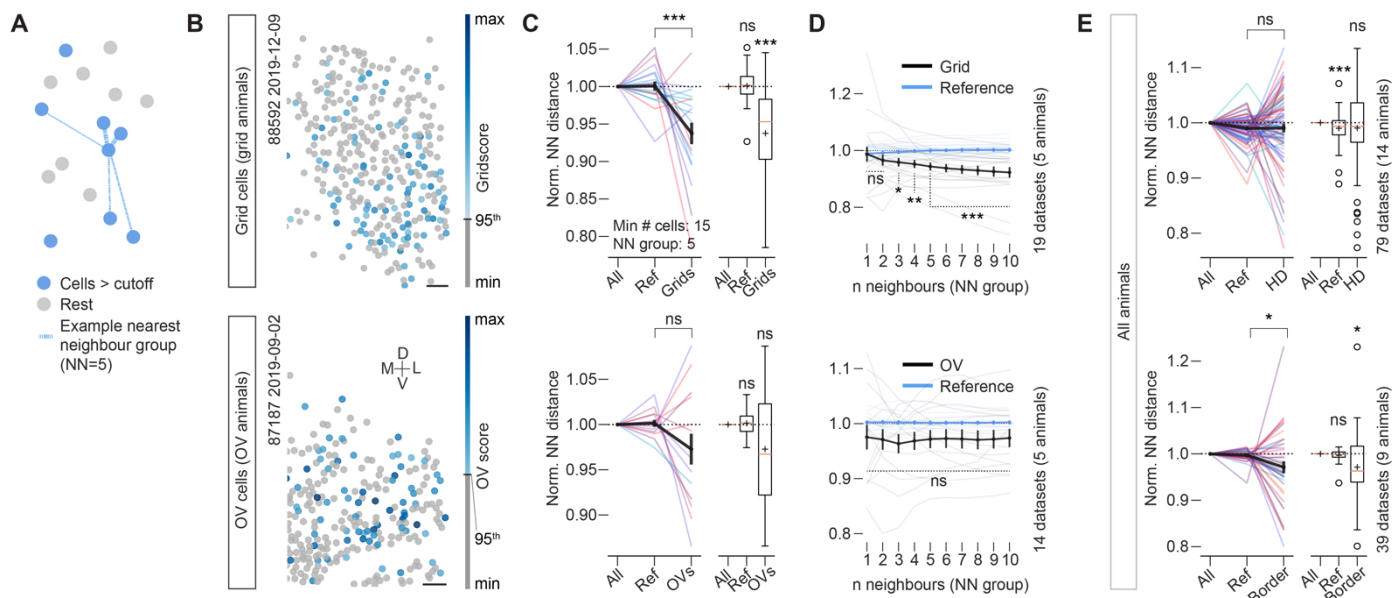 A
Cells > cutoff
Rest
Example nearest
neighbour group
(NN=5)
B
Grid cells (grid animals)
88592 2019-12-09
max
Gridscore
95th
min
OV cells (OV animals)
87187 2019-09-02
D
M L
V
max
OV score
95th
min
C
Norm. NN distance
1.05
1.00
0.95
0.90
0.85
0.80
***
Min # cells: 15
NN group: 5
All
Ref
Grids
ns
***
All
Ref
Grids
Norm. NN distance
1.05
1.00
0.95
0.90
ns
All
Ref
OVs
ns
ns
All
Ref
OVs
D
Grid
Reference
1.2
1.0
0.8
ns
*
**
***
1 2 3 4 5 6 7 8 9 10
n neighbours (NN group)
19 datasets (5 animals)
OV
Reference
1.1
1.0
0.9
0.8
ns
1 2 3 4 5 6 7 8 9 10
n neighbours (NN group)
14 datasets (5 animals)
E
All animals
Norm. NN distance
1.1
1.0
0.9
0.8
ns
All
Ref
HD
ns
***
All
Ref
HD
79 datasets (14 animals)
Norm. NN distance
1.2
1.1
1.0
0.9
0.8
*
All
Ref
Border
*
ns
All
Ref
Border
39 datasets (9 animals)